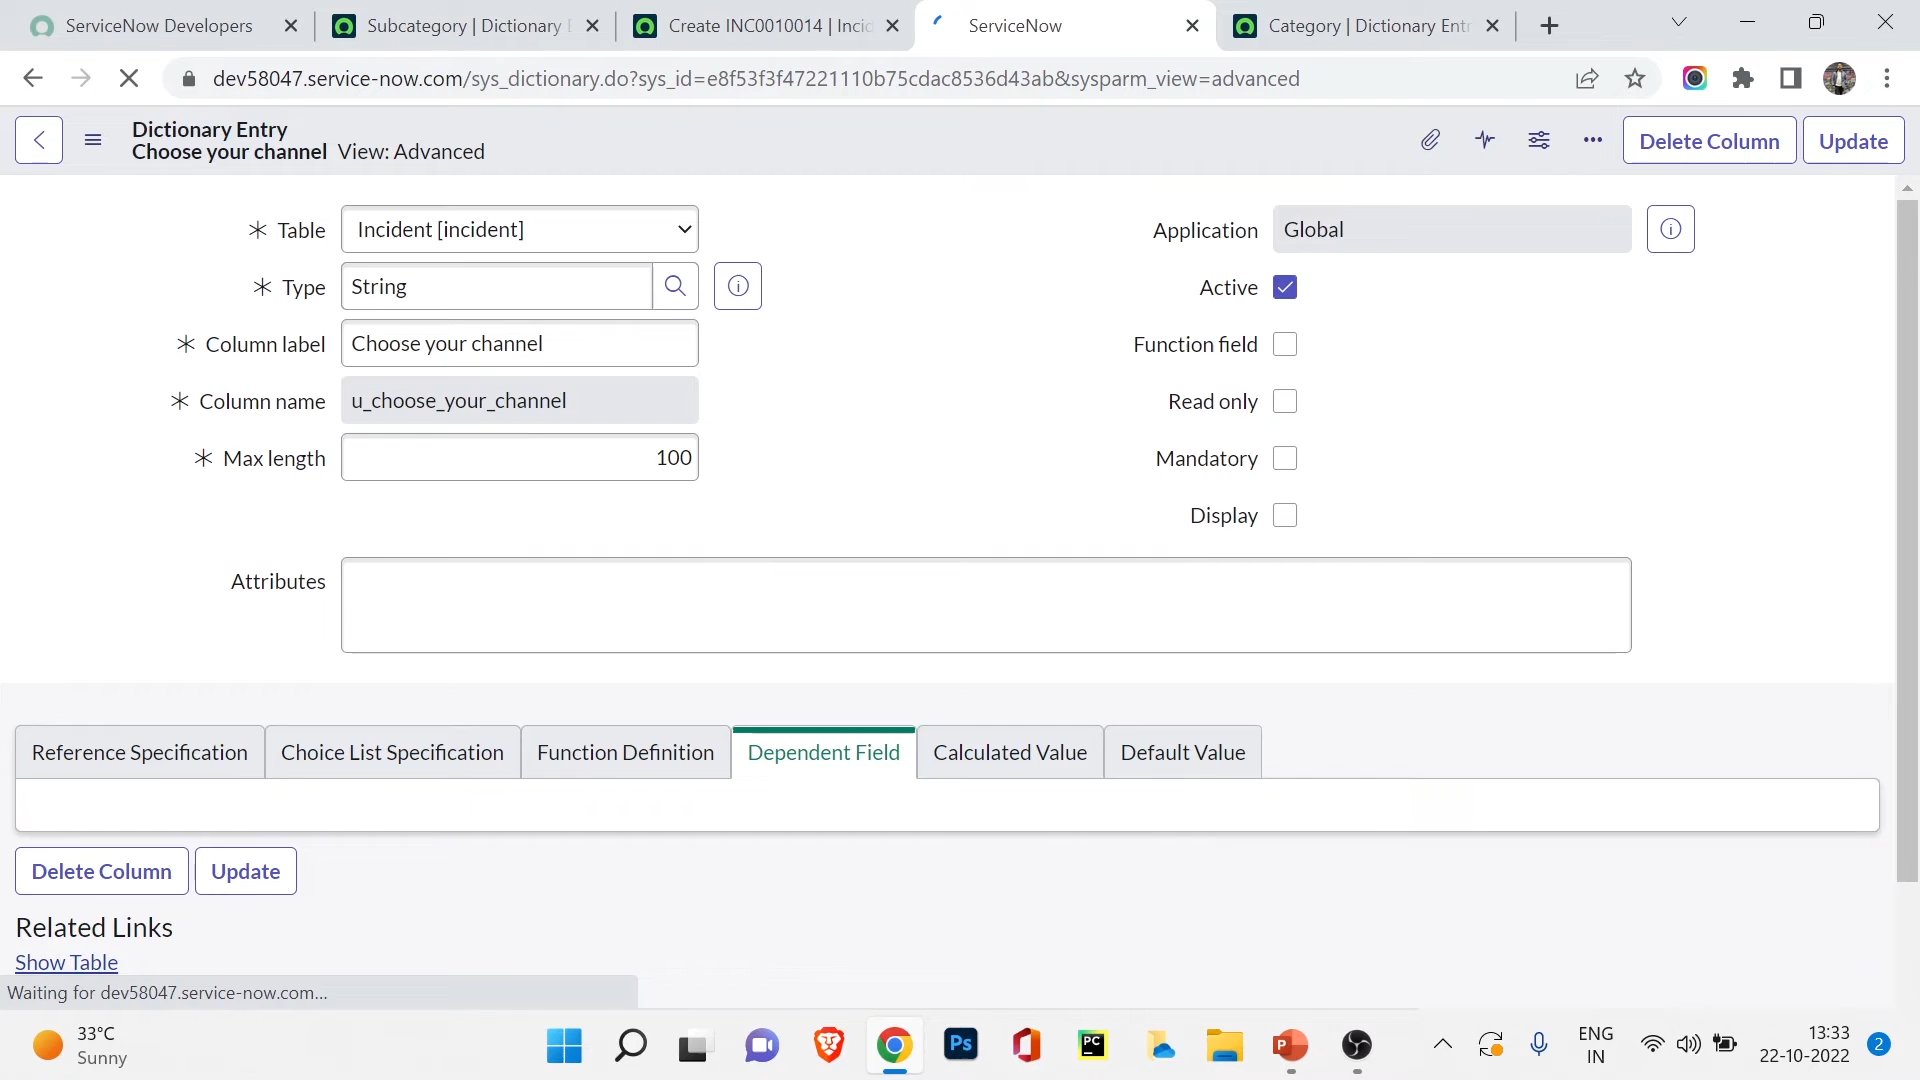 ServiceNow Developers
Subcategory | Dictionary E
Create INC0010014 | Incid
ServiceNow
Category | Dictionary Entr
dev58047.service-now.com/sys_dictionary.do?sys_id=e8f53f3f47221110b75cdac8536d43ab&sysparm_view=advanced
Dictionary Entry
Choose your channel View: Advanced
Delete Column
Update
Table
Incident [incident]
Application
Global
Type
String
Active
Column label
Choose your channel
Function field
Column name
u_choose_your_channel
Read only
Max length
100
Mandatory
Display
Attributes
Reference Specification
Choice List Specification
Function Definition
Dependent Field
Calculated Value
Default Value
Delete Column
Update
Related Links
Show Table
Waiting for dev58047.service-now.com...
33°C
Sunny
Ps
PC
P
ENG
IN
13:33
22-10-2022
2